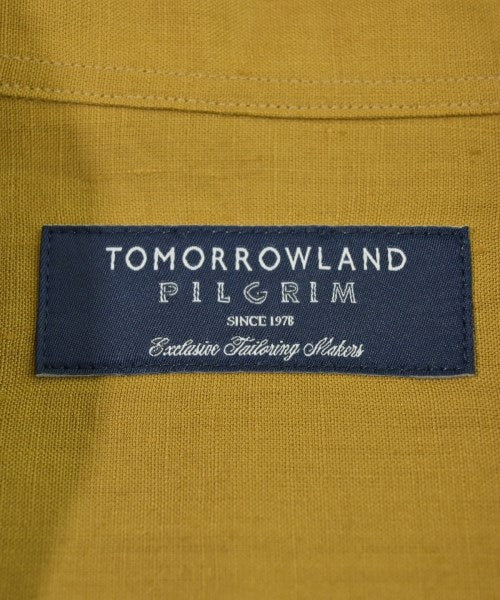 TOMORROWLAND
PILGRIM
SINCE 1978
Exclusive Tailoring Makers